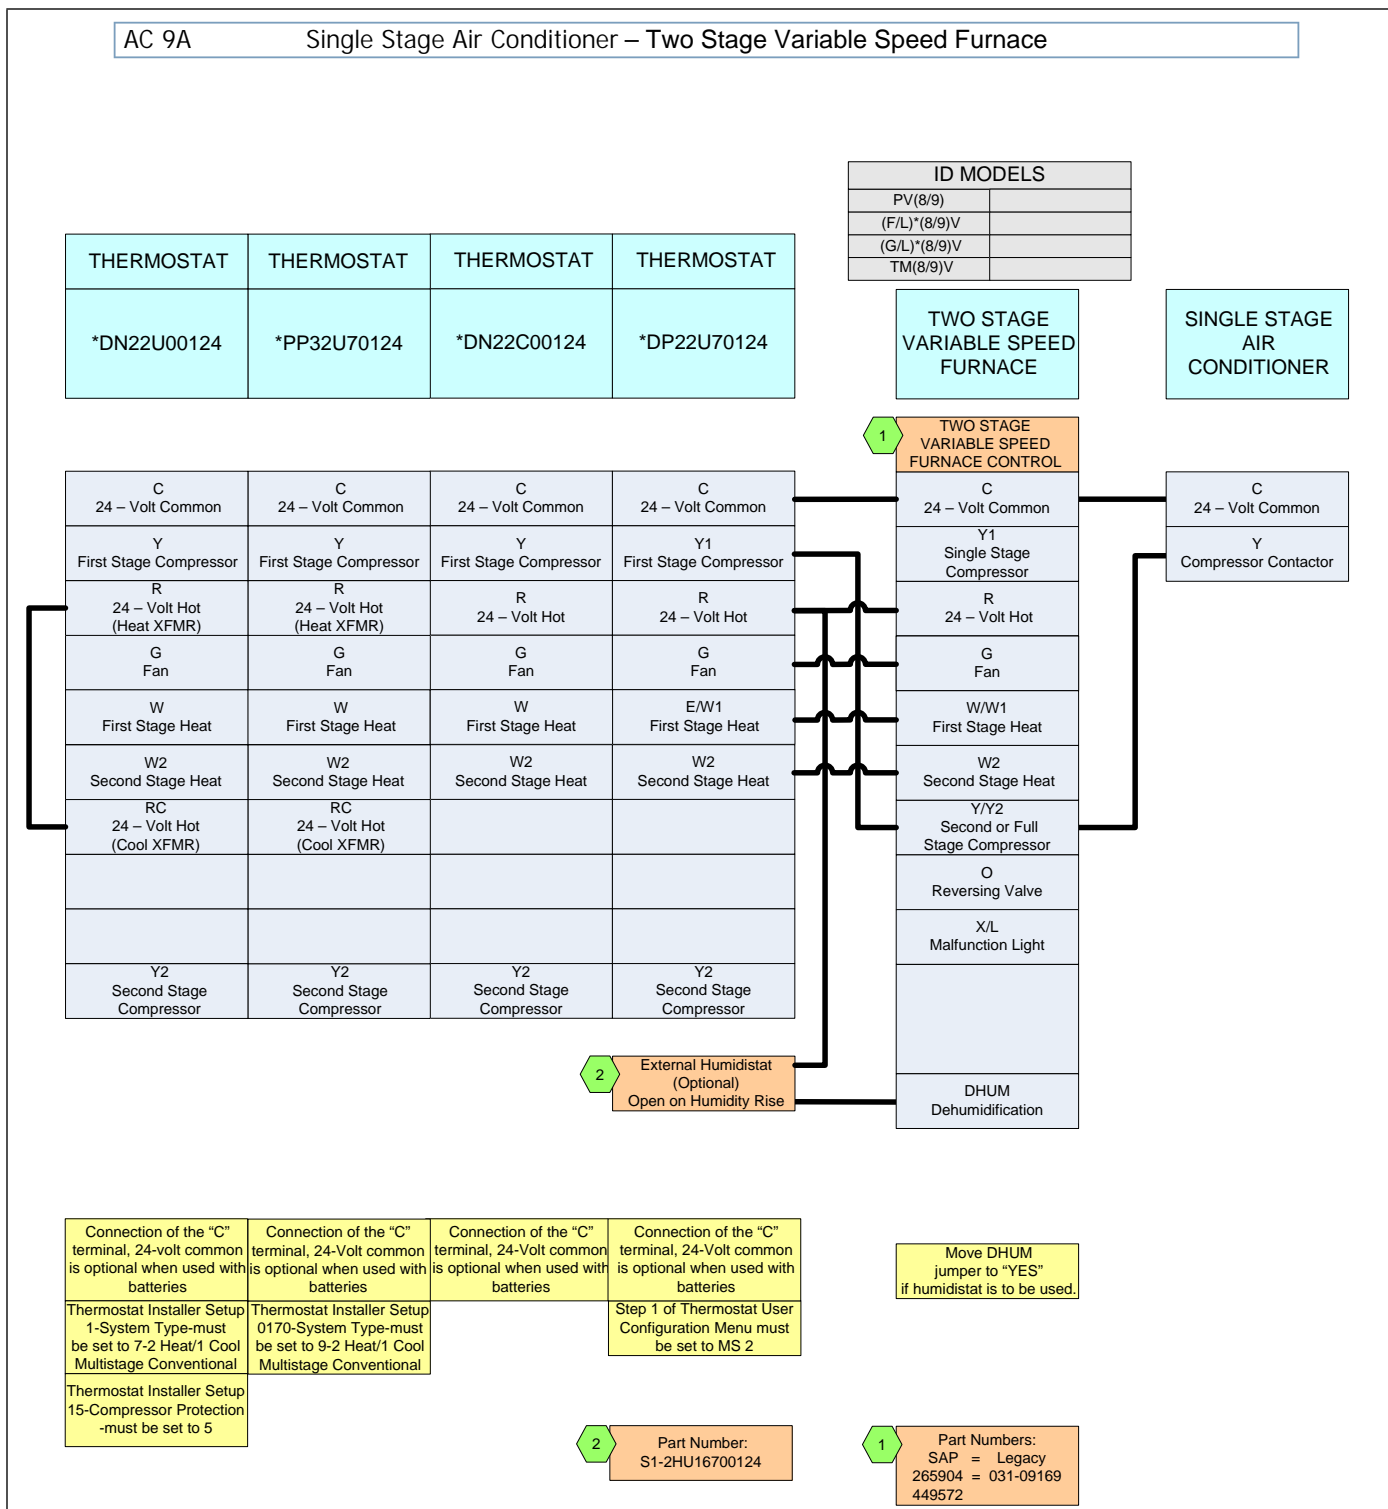 AC 9A Single Stage Air Conditioner – Two Stage Variable Speed Furnace
ID MODELS
PV(8/9)
(F/L)*(8/9)V
(G/L)*(8/9)V
TM(8/9)V
THERMOSTAT THERMOSTAT THERMOSTAT THERMOSTAT
*DN22U00124 *PP32U70124 *DN22C00124 *DP22U70124
TWO STAGE
VARIABLE SPEED
FURNACE
SINGLE STAGE
AIR
CONDITIONER
1
TWO STAGE
VARIABLE SPEED
FURNACE CONTROL
C
24 – Volt Common
Y
First Stage Compressor
R
24 – Volt Hot
(Heat XFMR)
G
Fan
W
First Stage Heat
W2
Second Stage Heat
RC
24 – Volt Hot
(Cool XFMR)
Y2
Second Stage
Compressor
C
24 – Volt Common
Y
First Stage Compressor
R
24 – Volt Hot
(Heat XFMR)
G
Fan
W
First Stage Heat
W2
Second Stage Heat
RC
24 – Volt Hot
(Cool XFMR)
Y2
Second Stage
Compressor
C
24 – Volt Common
Y
First Stage Compressor
R
24 – Volt Hot
G
Fan
W
First Stage Heat
W2
Second Stage Heat
Y2
Second Stage
Compressor
C
24 – Volt Common
Y1
First Stage Compressor
R
24 – Volt Hot
G
Fan
E/W1
First Stage Heat
W2
Second Stage Heat
Y2
Second Stage
Compressor
C
24 – Volt Common
Y1
Single Stage
Compressor
R
24 – Volt Hot
G
Fan
W/W1
First Stage Heat
W2
Second Stage Heat
Y/Y2
Second or Full
Stage Compressor
O
Reversing Valve
X/L
Malfunction Light
DHUM
Dehumidification
C
24 – Volt Common
Y
Compressor Contactor
2
External Humidistat
(Optional)
Open on Humidity Rise
Connection of the “C”
terminal, 24-volt common
is optional when used with
batteries
Thermostat Installer Setup
1-System Type-must
be set to 7-2 Heat/1 Cool
Multistage Conventional
Thermostat Installer Setup
15-Compressor Protection
-must be set to 5
Connection of the “C”
terminal, 24-Volt common
is optional when used with
batteries
Thermostat Installer Setup
0170-System Type-must
be set to 9-2 Heat/1 Cool
Multistage Conventional
Connection of the “C”
terminal, 24-Volt common
is optional when used with
batteries
Connection of the “C”
terminal, 24-Volt common
is optional when used with
batteries
Step 1 of Thermostat User
Configuration Menu must
be set to MS 2
Move DHUM
jumper to “YES”
if humidistat is to be used.
2
Part Number:
S1-2HU16700124
1
Part Numbers:
SAP = Legacy
265904 = 031-09169
449572